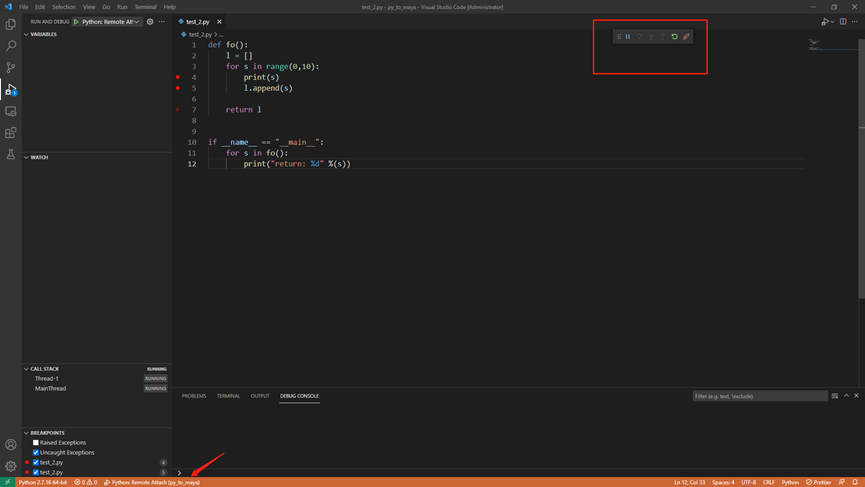 File Edit Selection View Go Run Terminal Help
test_2.py - py_to_maya - Visual Studio Code [Administrator]
RUN AND DEBUG Python: Remote Att
test_2.py
test_2.py > ...
VARIABLES
1 def fo():
2 l = []
3 for s in range(0,10):
4 print(s)
5 l.append(s)
6
7 return l
8
9
10 if __name__ == "__main__":
11 for s in fo():
12 print("return: %d" %(s))
WATCH
CALL STACK RUNNING
Thread-1 RUNNING
MainThread RUNNING
BREAKPOINTS
Raised Exceptions
Uncaught Exceptions
test_2.py 4
test_2.py 5
PROBLEMS TERMINAL OUTPUT DEBUG CONSOLE
Filter (e.g. text, !exclude)
Python 2.7.16 64-bit 0 0 Python: Remote Attach (py_to_maya)
Ln 12, Col 33 Spaces: 4 UTF-8 CRLF Python Prettier